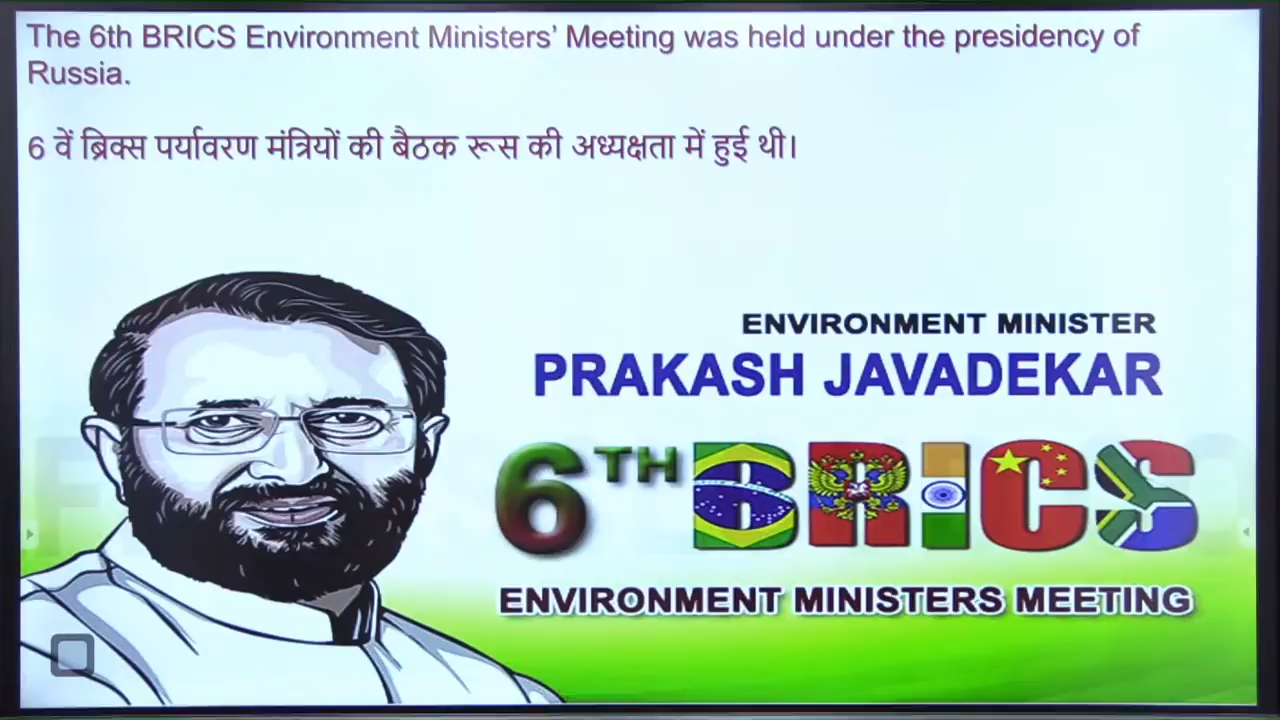 The 6th BRICS Environment Ministers’ Meeting was held under the presidency of
Russia.
6 वें ब्रिक्स पर्यावरण मंत्रियों की बैठक रूस की अध्यक्षता में हुई थी।
ENVIRONMENT MINISTER
PRAKASH JAVADEKAR
6TH BRICS
ENVIRONMENT MINISTERS MEETING